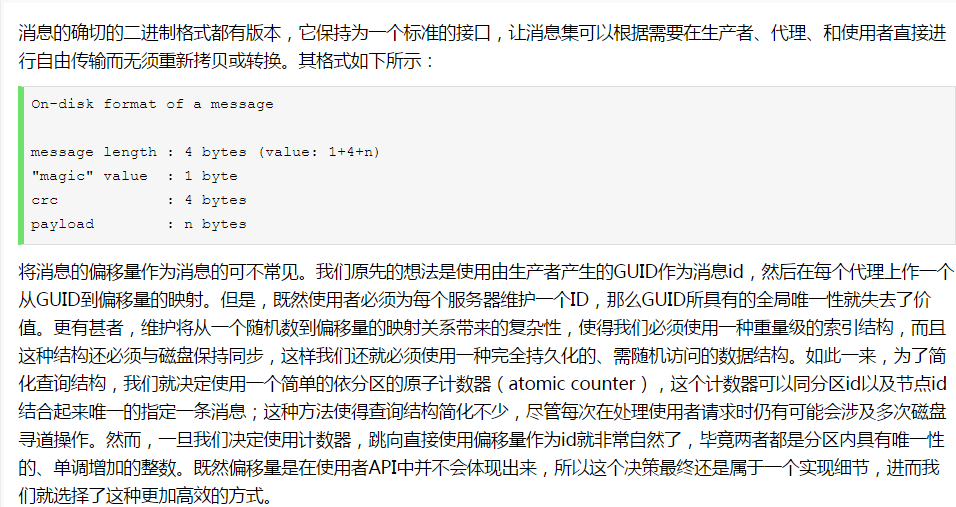 消息的确切的二进制格式都有版本，它保持为一个标准的接口，让消息集可以根据需要在生产者、代理、和使用者直接进
行自由传输而无须重新拷贝或转换。其格式如下所示：
On-disk format of a message
message length : 4 bytes (value: 1+4+n)
"magic" value  : 1 byte
crc            : 4 bytes
payload        : n bytes
将消息的偏移量作为消息的可不常见。我们原先的想法是使用由生产者产生的GUID作为消息id，然后在每个代理上作一个
从GUID到偏移量的映射。但是，既然使用者必须为每个服务器维护一个ID，那么GUID所具有的全局唯一性就失去了价
值。更有甚者，维护将从一个随机数到偏移量的映射关系带来的复杂性，使得我们必须使用一种重量级的索引结构，而且
这种结构还必须与磁盘保持同步，这样我们还就必须使用一种完全持久化的、需随机访问的数据结构。如此一来，为了简
化查询结构，我们就决定使用一个简单的依分区的原子计数器（atomic counter），这个计数器可以同分区id以及节点id
结合起来唯一的指定一条消息；这种方法使得查询结构简化不少，尽管每次在处理使用者请求时仍有可能会涉及多次磁盘
寻道操作。然而，一旦我们决定使用计数器，跳向直接使用偏移量作为id就非常自然了，毕竟两者都是分区内具有唯一性
的、单调增加的整数。既然偏移量是在使用者API中并不会体现出来，所以这个决策最终还是属于一个实现细节，进而我
们就选择了这种更加高效的方式。